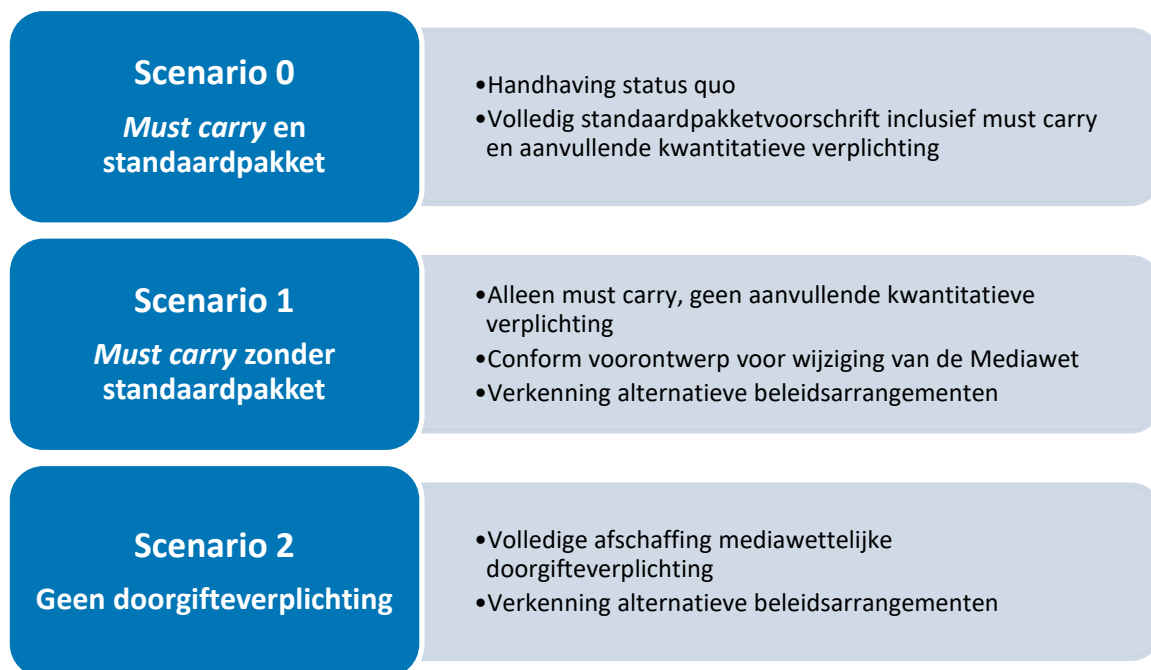 Scenario 0
Must carry en
standaardpakket
•Handhaving status quo
•Volledig standaardpakketvoorschrift inclusief must carry
en aanvullende kwantitatieve verplichting
Scenario 1
Must carry zonder
standaardpakket
•Alleen must carry, geen aanvullende kwantitatieve
verplichting
•Conform voorontwerp voor wijziging van de Mediawet
•Verkenning alternatieve beleidsarrangementen
Scenario 2
Geen doorgifteverplichting
•Volledige afschaffing mediawettelijke
doorgifteverplichting
•Verkenning alternatieve beleidsarrangementen